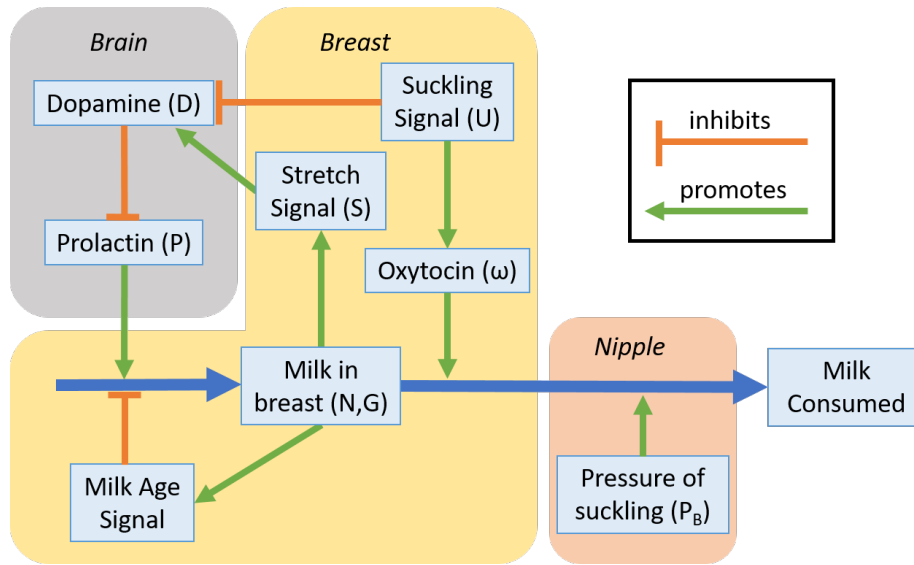 Brain
Breast
Dopamine (D)
Suckling
Signal (U)
inhibits
promotes
Stretch
Signal (S)
Prolactin (P)
Oxytocin (ω)
Nipple
Milk in
breast (N,G)
Milk
Consumed
Milk Age
Signal
Pressure of
suckling (P_B)